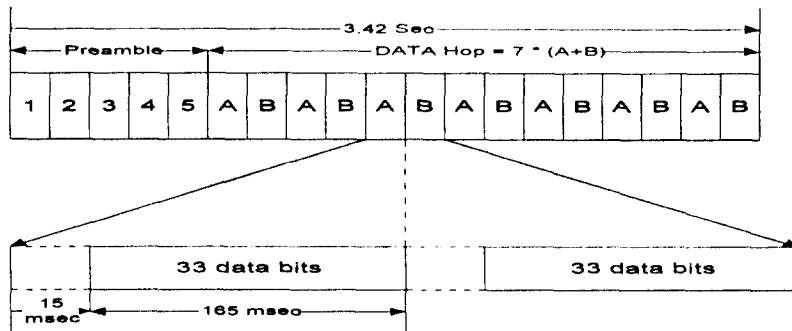 3.42 Sec
Preamble DATA Hop = 7 * (A+B)
1 2 3 4 5 A B A B A B A B A B A B A B
33 data bits 33 data bits
15 msec 165 msec